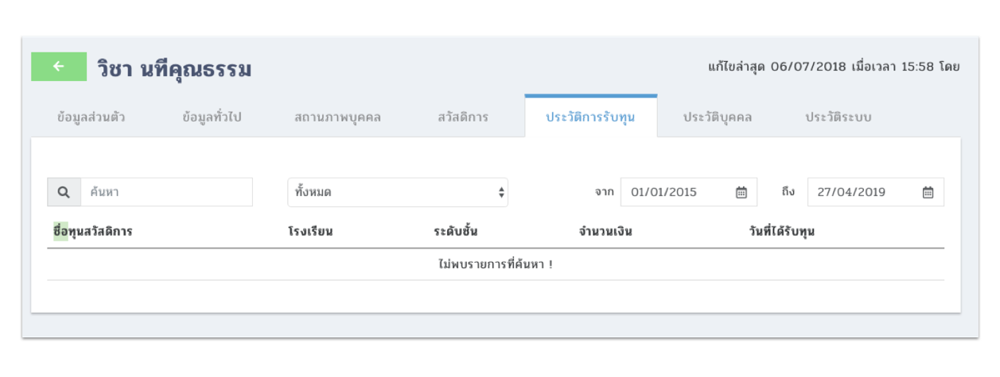 วิชา นทีคุณธรรม
แก้ไขล่าสุด 06/07/2018 เมื่อเวลา 15:58 โดย
ข้อมูลส่วนตัว ข้อมูลทั่วไป สถานภาพบุคคล สวัสดิการ ประวัติการรับทุน ประวัติบุคคล ประวัติระบบ
ค้นหา ทั้งหมด จาก 01/01/2015 ถึง 27/04/2019
ชื่อทุนสวัสดิการ โรงเรียน ระดับชั้น จำนวนเงิน วันที่ได้รับทุน
ไม่พบรายการที่ค้นหา !